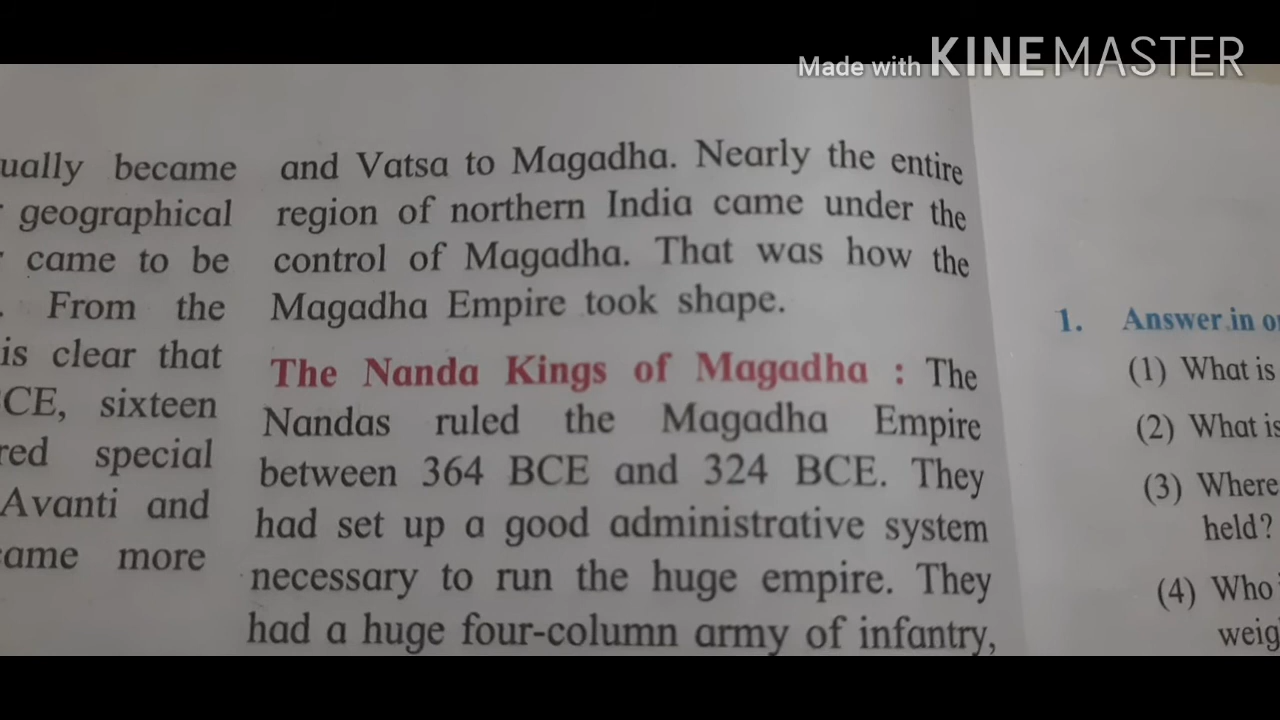 Made with KINEMASTER
ually became
geographical
came to be
. From the
is clear that
CE, sixteen
red special
Avanti and
ame more
and Vatsa to Magadha. Nearly the entire
region of northern India came under the
control of Magadha. That was how the
Magadha Empire took shape.
The Nanda Kings of Magadha : The
Nandas ruled the Magadha Empire
between 364 BCE and 324 BCE. They
had set up a good administrative system
necessary to run the huge empire. They
had a huge four-column army of infantry,
1. Answer in o
(1) What is
(2) What is
(3) Where
held?
(4) Who
weig